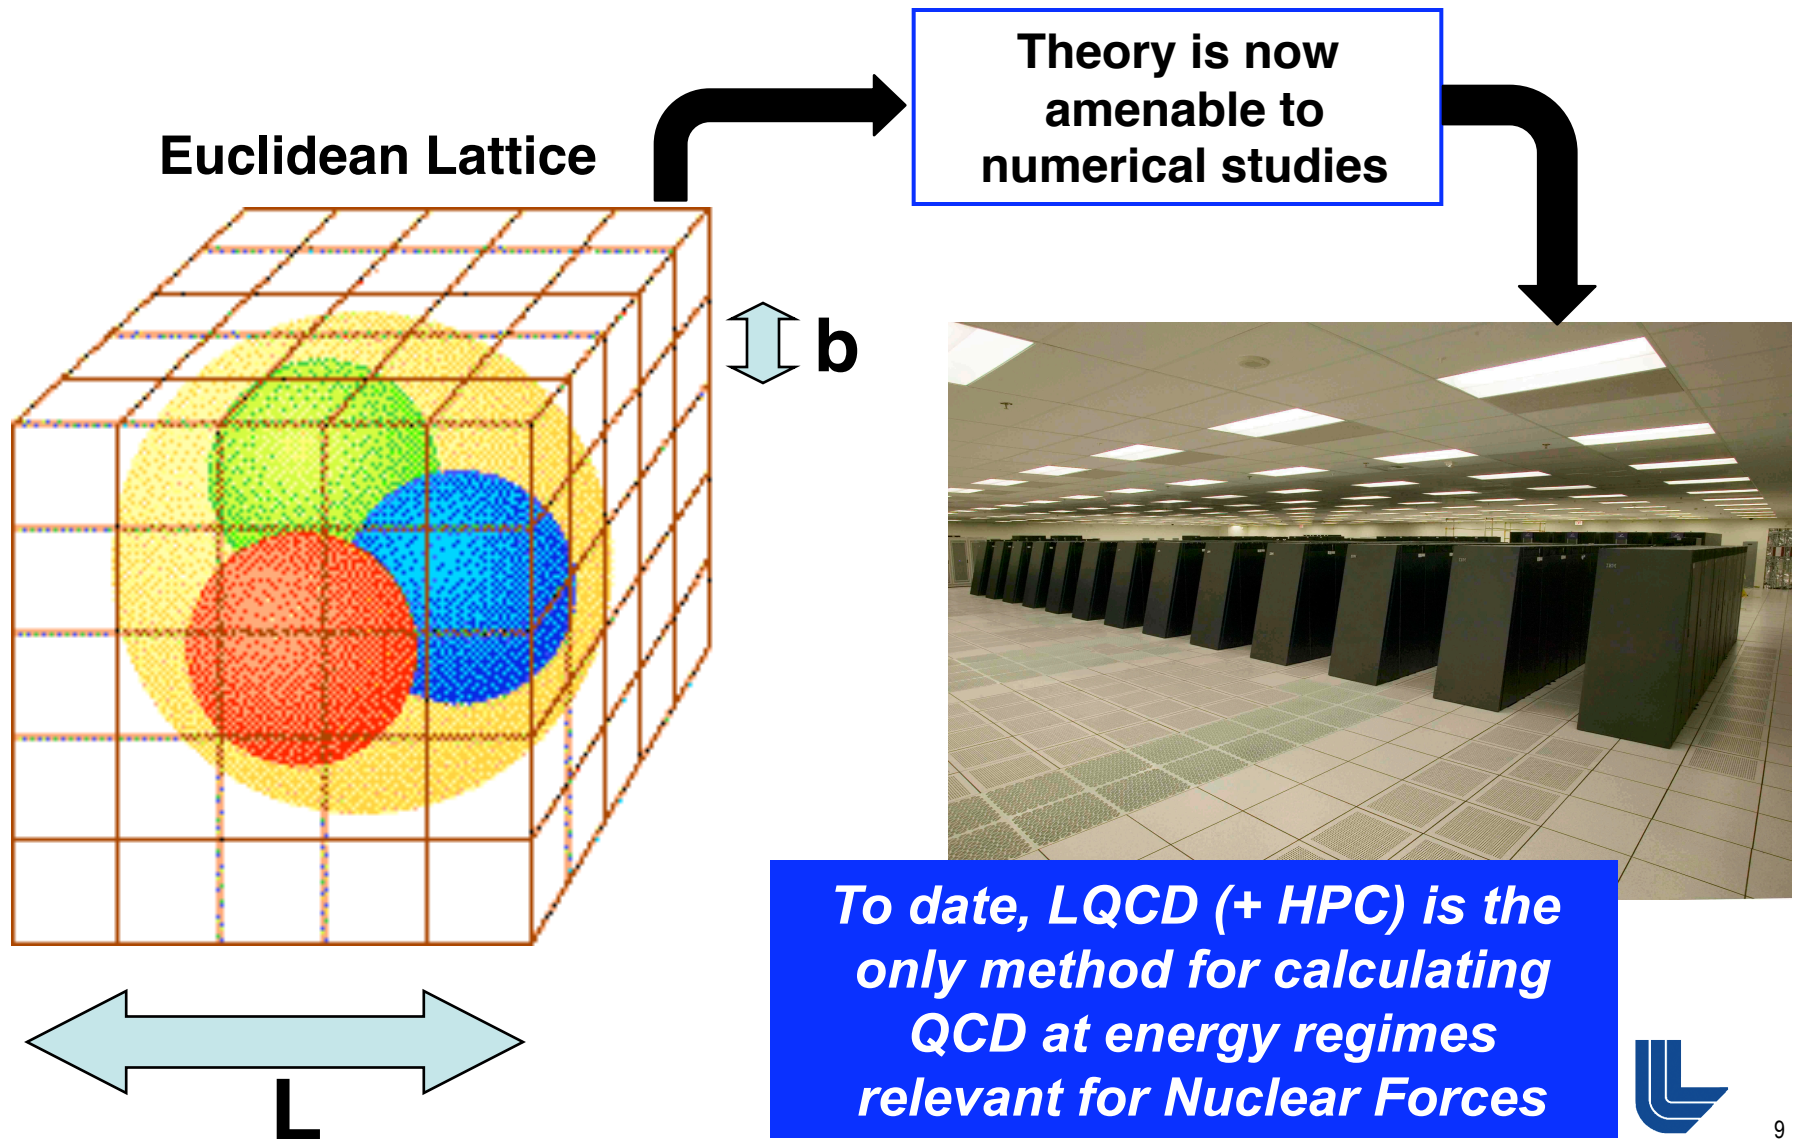 Theory is now
amenable to
numerical studies
Euclidean Lattice
b
L
To date, LQCD (+ HPC) is the
only method for calculating
QCD at energy regimes
relevant for Nuclear Forces
9